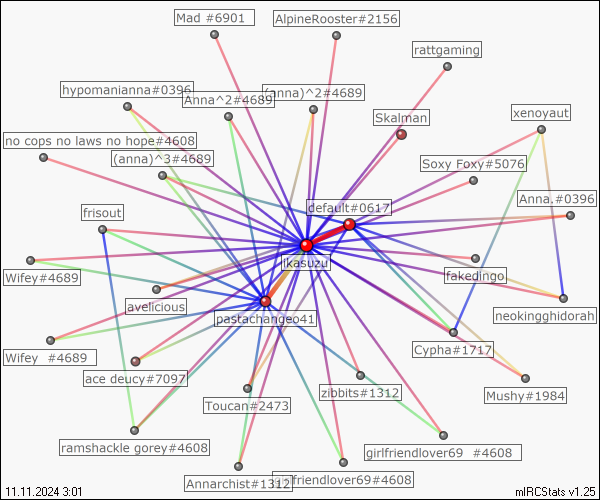 Mad #6901
AlpineRooster#2156
rattgaming
hypomanianna#0396
Anna^2#4689
(anna)^2#4689
Skalman
xenoyaut
no cops no laws no hope#4608
(anna)^3#4689
Soxy Foxy#5076
default#0617
Anna.#0396
frisout
ikasuzu
fakedingo
Wifey#4689
avelicious
pastachangeo41
neokingghidorah
Wifey #4689
ace deucy#7097
Cypha#1717
Toucan#2473
zibbits#1312
Mushy#1984
ramshackle gorey#4608
girlfriendlover69 #4608
Annarchist#1312
girlfriendlover69#4608
11.11.2024 3:01
mIRCStats v1.25